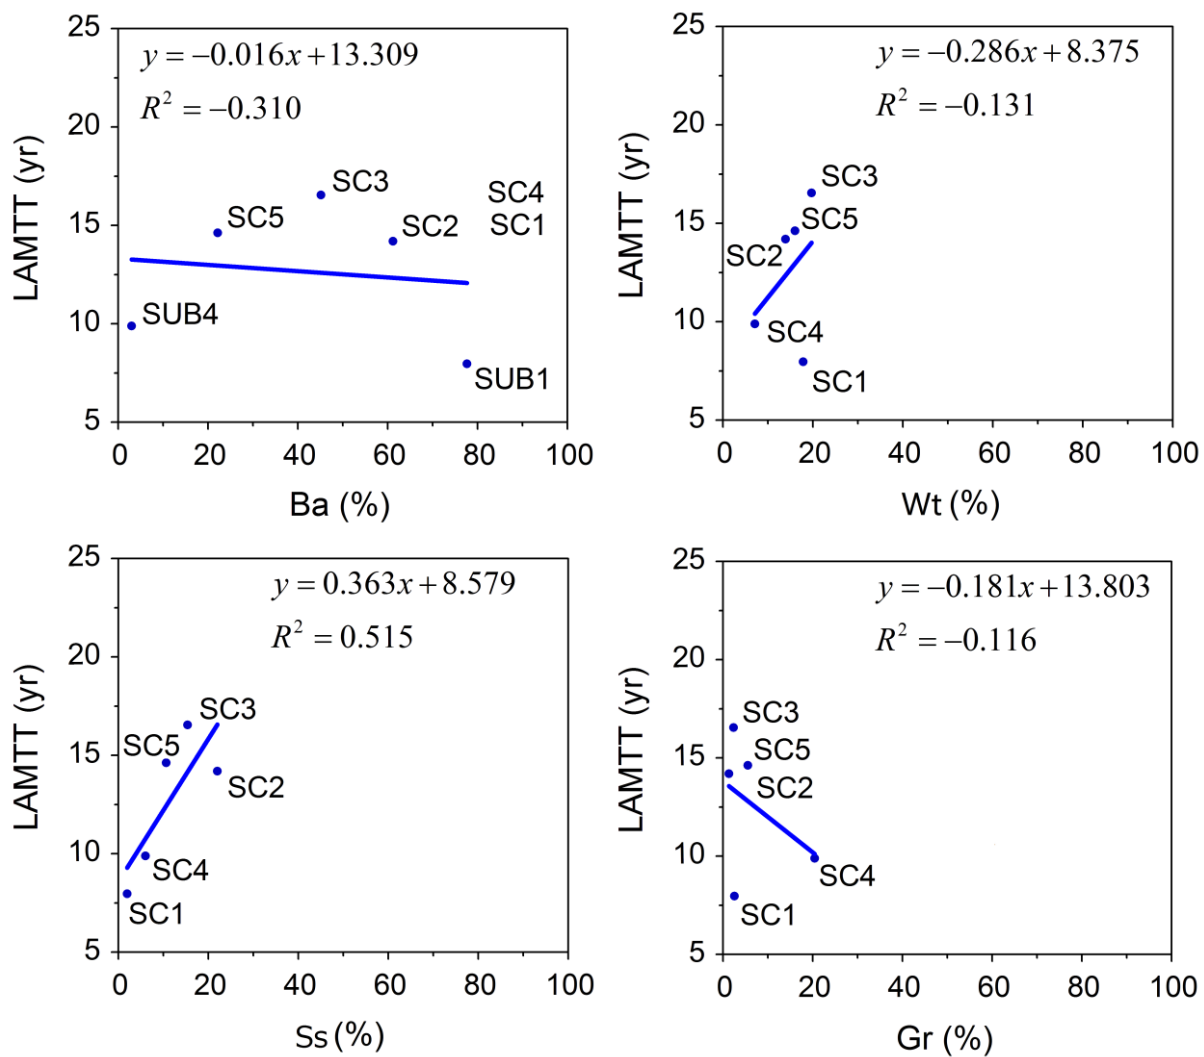 y = −0.016x + 13.309
R² = −0.310
LAMTT (yr)
25
20
15
10
5
SC3
SC4
SC5
SC2
SC1
SUB4
SUB1
0 20 40 60 80 100
Ba (%)
y = −0.286x + 8.375
R² = −0.131
LAMTT (yr)
25
20
15
10
5
SC3
SC5
SC2
SC4
SC1
0 20 40 60 80 100
Wt (%)
y = 0.363x + 8.579
R² = 0.515
LAMTT (yr)
25
20
15
10
5
SC3
SC5
SC2
SC4
SC1
0 20 40 60 80 100
Ss (%)
y = −0.181x + 13.803
R² = −0.116
LAMTT (yr)
25
20
15
10
5
SC3
SC5
SC2
SC4
SC1
0 20 40 60 80 100
Gr (%)